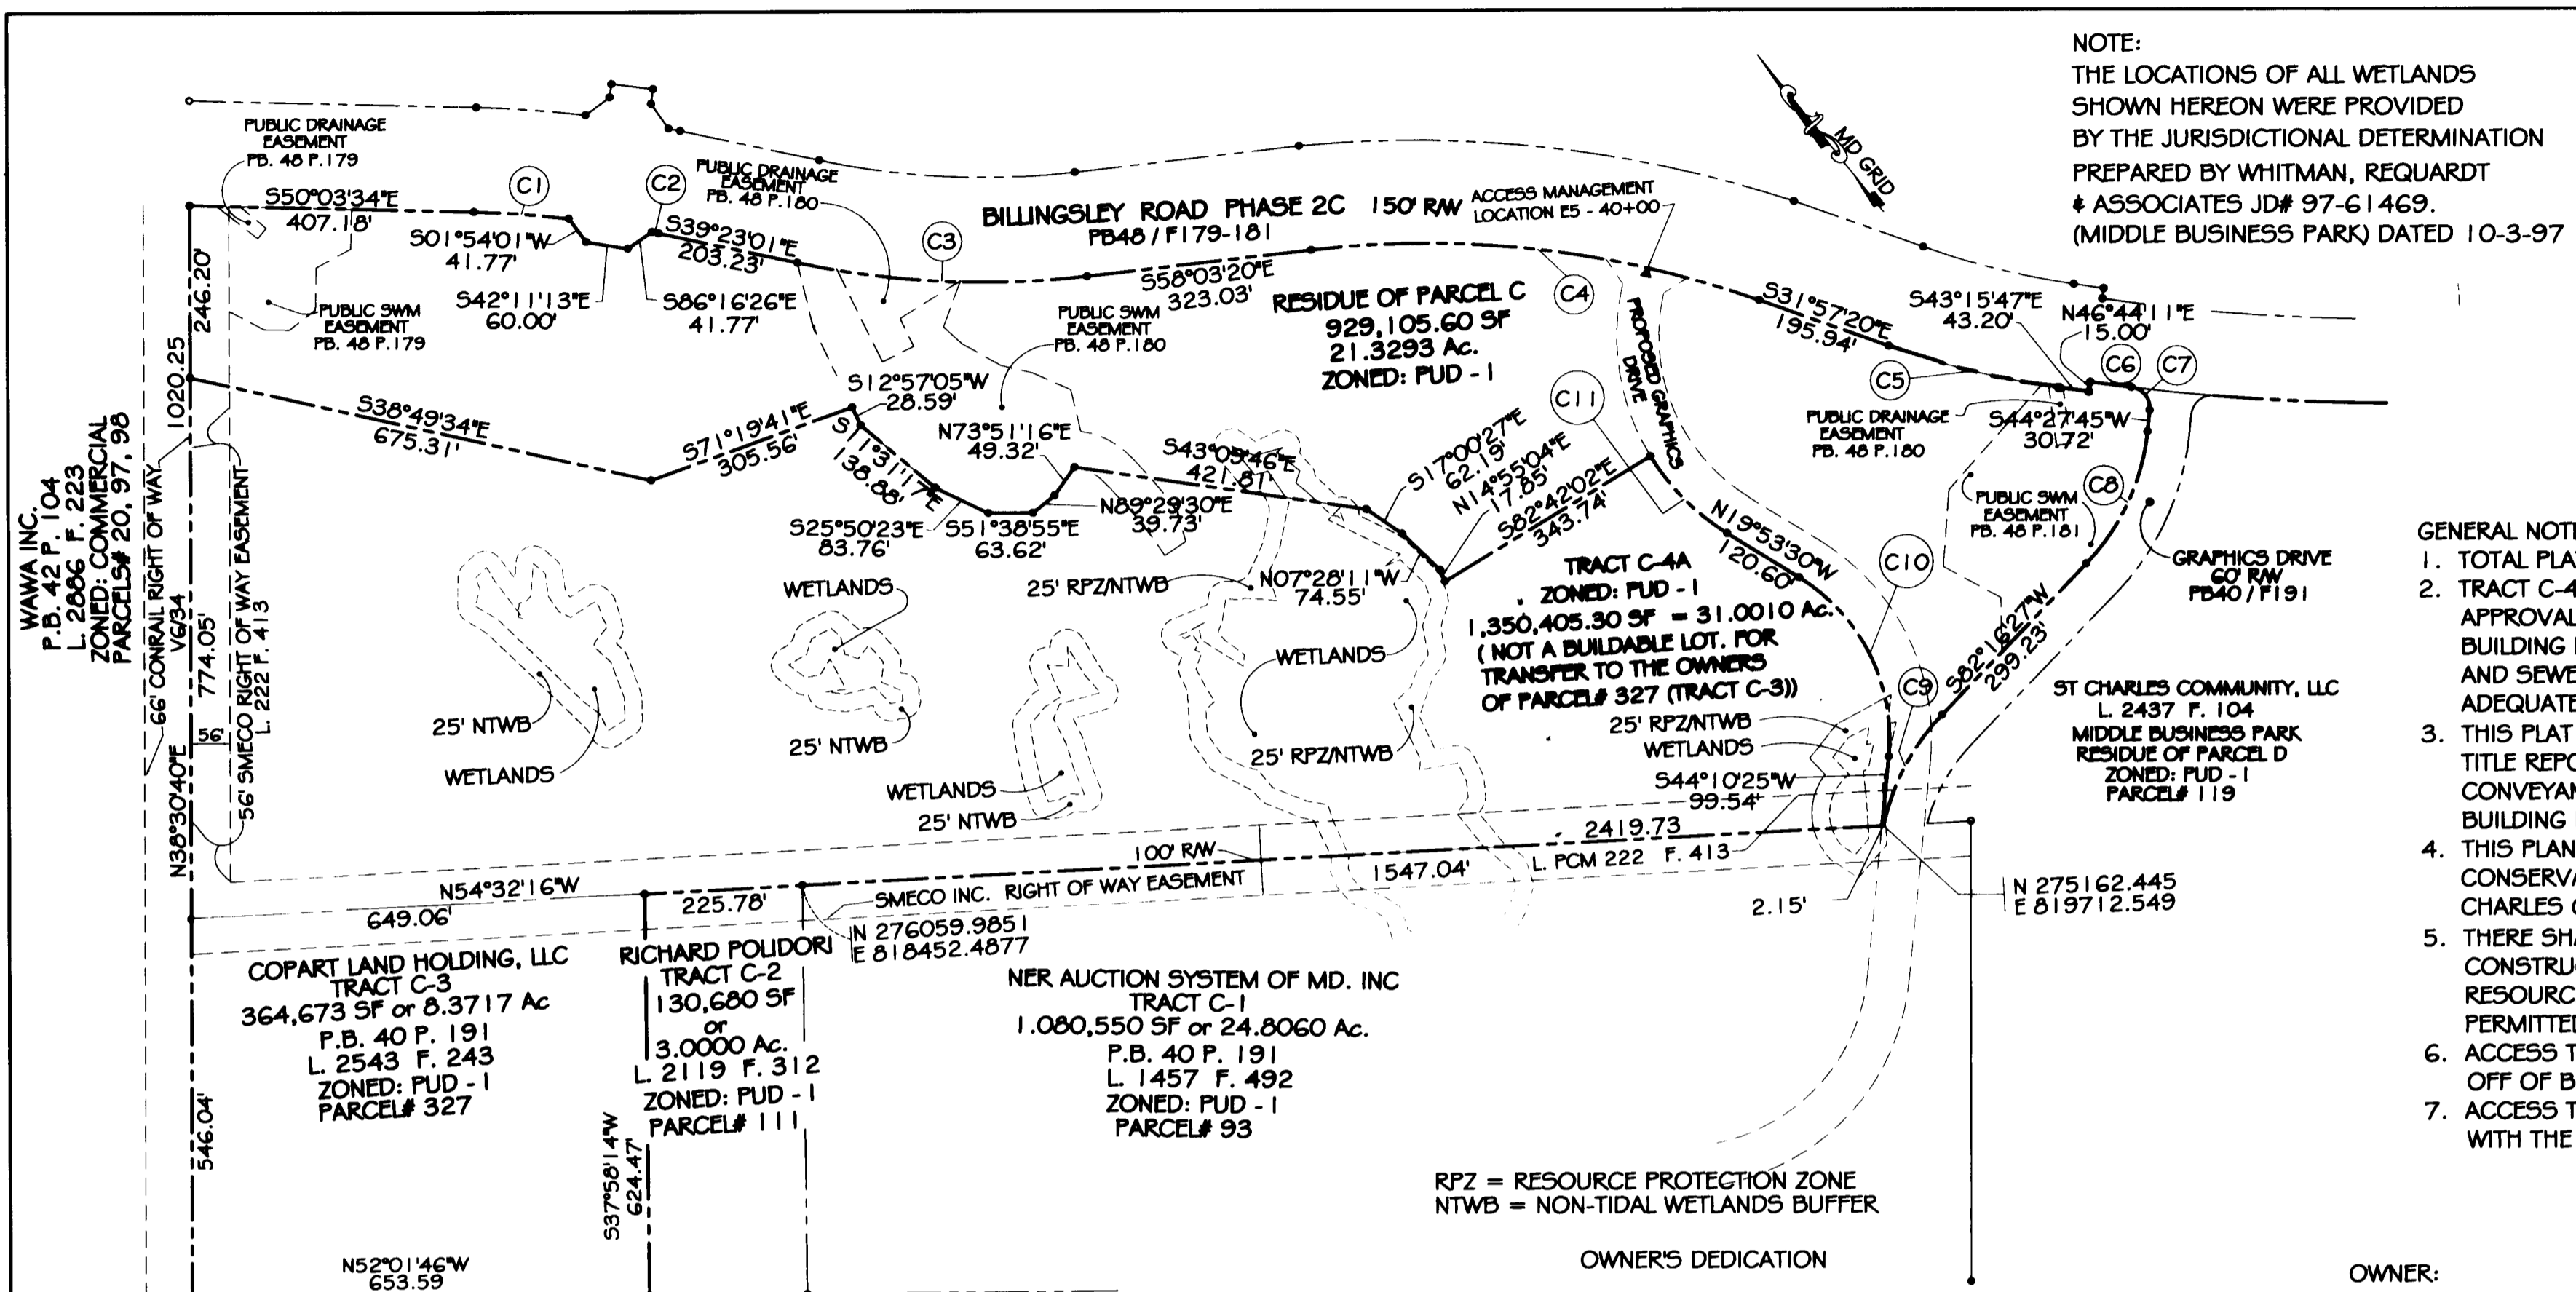 NOTE:
THE LOCATIONS OF ALL WETLANDS
SHOWN HEREON WERE PROVIDED
BY THE JURISDICTIONAL DETERMINATION
PREPARED BY WHITMAN, REQUARDT
& ASSOCIATES JD# 97-61469.
(MIDDLE BUSINESS PARK) DATED 10-3-97
MD GRID
PUBLIC DRAINAGE
EASEMENT
PB. 48 P.179
S50°03'34"E
407.18'
C1
C2
PUBLIC DRAINAGE
EASEMENT
PB. 48 P.180
S01°54'01"W
41.77'
S39°23'01"E
203.23'
C3
BILLINGSLEY ROAD PHASE 2C 150' R/W
PB48 / F179-181
ACCESS MANAGEMENT
LOCATION E5 - 40+00
S42°11'13"E
60.00'
S86°16'26"E
41.77'
PUBLIC SWM
EASEMENT
PB. 48 P.179
PUBLIC SWM
EASEMENT
PB. 48 P.180
S58°03'20"E
323.03'
RESIDUE OF PARCEL C
929,105.60 SF
21.3293 Ac.
ZONED: PUD - 1
C4
PROPOSED GRAPHICS
DRIVE
S31°57'20"E
195.94'
S43°15'47"E
43.20'
N46°44'11"E
15.00'
C5
C6
C7
PUBLIC DRAINAGE
EASEMENT
PB. 48 P.180
S44°27'45"W
30.72'
PUBLIC SWM
EASEMENT
PB. 48 P.181
C8
GRAPHICS DRIVE
60' R/W
PB40 / F191
246.20'
1020.25
WAWA INC.
P.B. 42 P. 104
L. 2886 F. 223
ZONED: COMMERCIAL
PARCELS# 20, 97, 98
66' CONRAIL RIGHT OF WAY
V6/34
774.05'
56'
56' SMECO RIGHT OF WAY EASEMENT
L. 222 F. 413
N38°30'40"E
546.04'
S38°49'34"E
675.31'
S71°19'41"E
305.56'
S12°57'05"W
28.59'
S11°31'17"E
138.88'
N73°51'16"E
49.32'
S25°50'23"E
83.76'
S51°38'55"E
63.62'
N89°29'30"E
39.73'
S43°05'46"E
421.81'
S17°00'27"E
62.19'
N14°55'04"E
17.85'
S82°42'02"E
343.74'
C11
N19°53'30"W
120.60'
C10
N07°28'11"W
74.55'
TRACT C-4A
ZONED: PUD - 1
1,350,405.30 SF = 31.0010 Ac.
( NOT A BUILDABLE LOT. FOR
TRANSFER TO THE OWNERS
OF PARCEL# 327 (TRACT C-3))
C9
S82°16'27"W
299.23'
25' NTWB
WETLANDS
WETLANDS
25' NTWB
WETLANDS
25' NTWB
25' RPZ/NTWB
WETLANDS
25' RPZ/NTWB
25' RPZ/NTWB
WETLANDS
S44°10'25"W
99.54'
ST CHARLES COMMUNITY, LLC
L. 2437 F. 104
MIDDLE BUSINESS PARK
RESIDUE OF PARCEL D
ZONED: PUD - 1
PARCEL# 119
2419.73
100' R/W
1547.04'
L. PCM 222 F. 413
SMECO INC. RIGHT OF WAY EASEMENT
2.15'
N 275162.445
E 819712.549
N54°32'16"W
649.06'
225.78'
N 276059.9851
E 818452.4877
COPART LAND HOLDING, LLC
TRACT C-3
364,673 SF or 8.3717 Ac
P.B. 40 P. 191
L. 2543 F. 243
ZONED: PUD - 1
PARCEL# 327
RICHARD POLIDORI
TRACT C-2
130,680 SF
or
3.0000 Ac.
L. 2119 F. 312
ZONED: PUD - 1
PARCEL# 111
NER AUCTION SYSTEM OF MD. INC
TRACT C-1
1.080,550 SF or 24.8060 Ac.
P.B. 40 P. 191
L. 1457 F. 492
ZONED: PUD - 1
PARCEL# 93
S37°58'14"W
624.47'
N52°01'46"W
653.59
RPZ = RESOURCE PROTECTION ZONE
NTWB = NON-TIDAL WETLANDS BUFFER
OWNER'S DEDICATION
OWNER:
GENERAL NOTE
1. TOTAL PLA
2. TRACT C-4
APPROVAL
BUILDING
AND SEWE
ADEQUATE
3. THIS PLAT
TITLE REPO
CONVEYAN
BUILDING
4. THIS PLAN
CONSERVA
CHARLES
5. THERE SHA
CONSTRUC
RESOURC
PERMITTED
6. ACCESS T
OFF OF B
7. ACCESS T
WITH THE